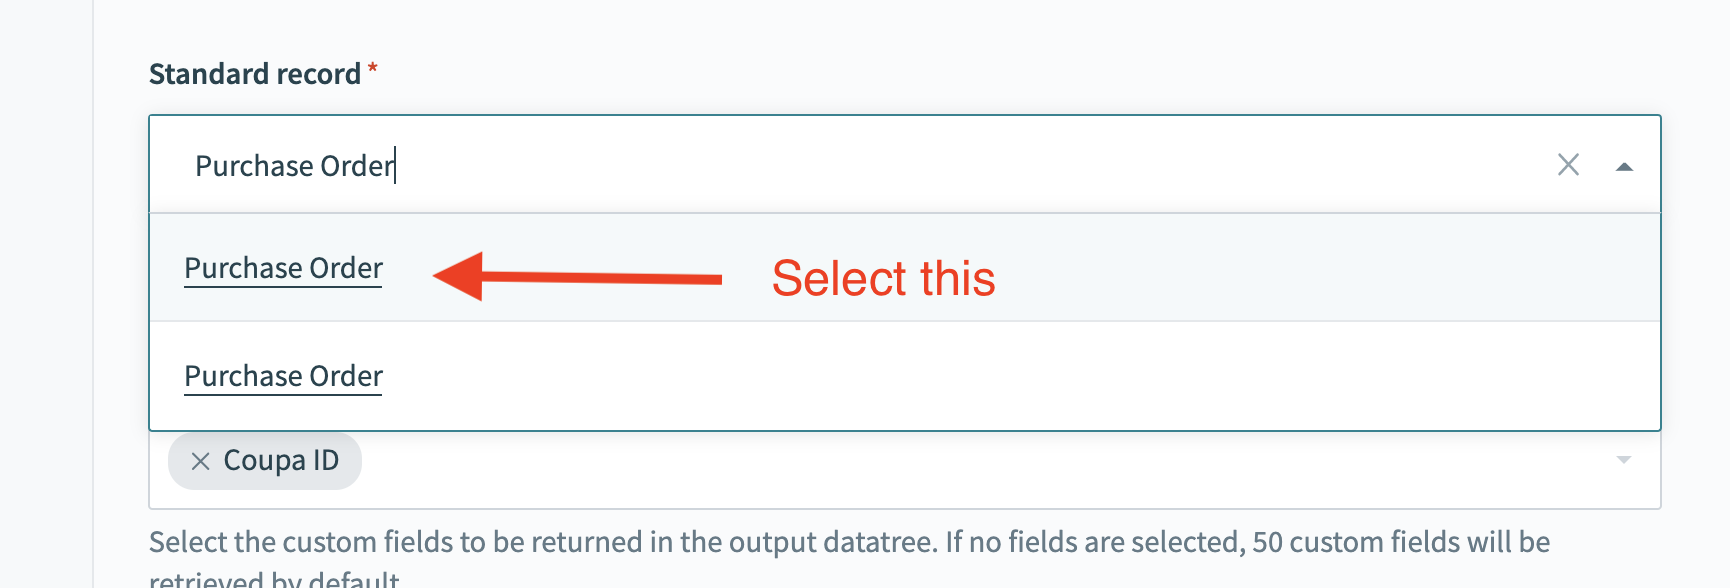 Standard record *
Purchase Order
Purchase Order
Select this
Purchase Order
Coupa ID
Select the custom fields to be returned in the output datatree. If no fields are selected, 50 custom fields will be
retrieved by default.